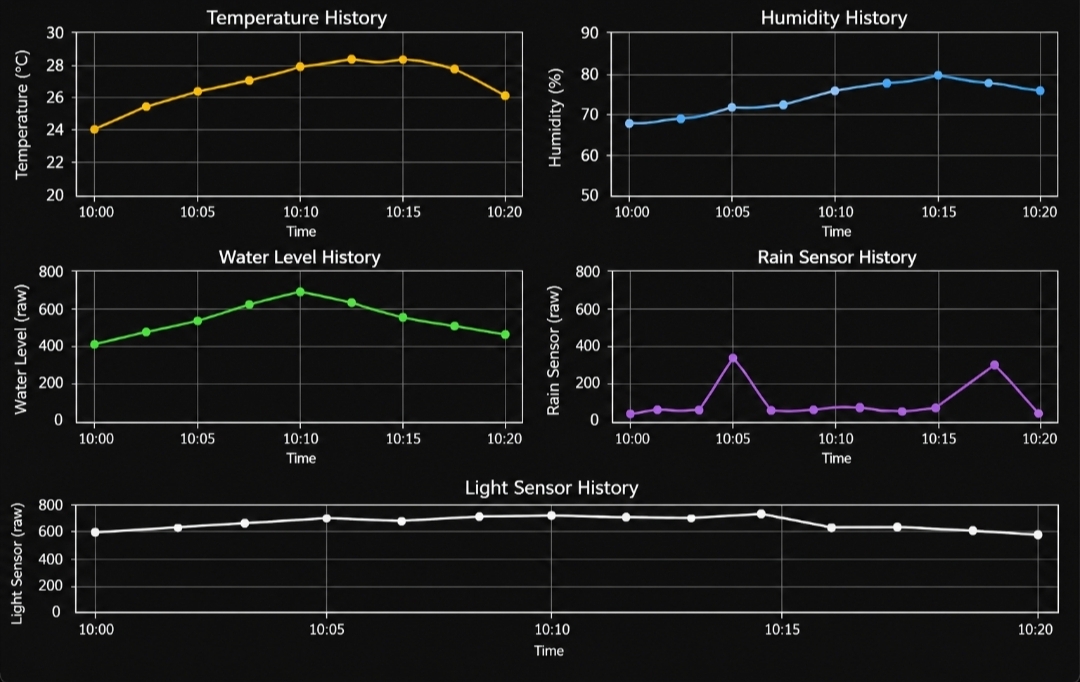 Temperature History
Temperature (°C)
30
28
26
24
22
20
10:00 10:05 10:10 10:15 10:20
Time
Humidity History
Humidity (%)
90
80
70
60
50
10:00 10:05 10:10 10:15 10:20
Time
Water Level History
Water Level (raw)
800
600
400
200
0
10:00 10:05 10:10 10:15 10:20
Time
Rain Sensor History
Rain Sensor (raw)
800
600
400
200
0
10:00 10:05 10:10 10:15 10:20
Time
Light Sensor History
Light Sensor (raw)
800
600
400
200
0
10:00 10:05 10:10 10:15 10:20
Time